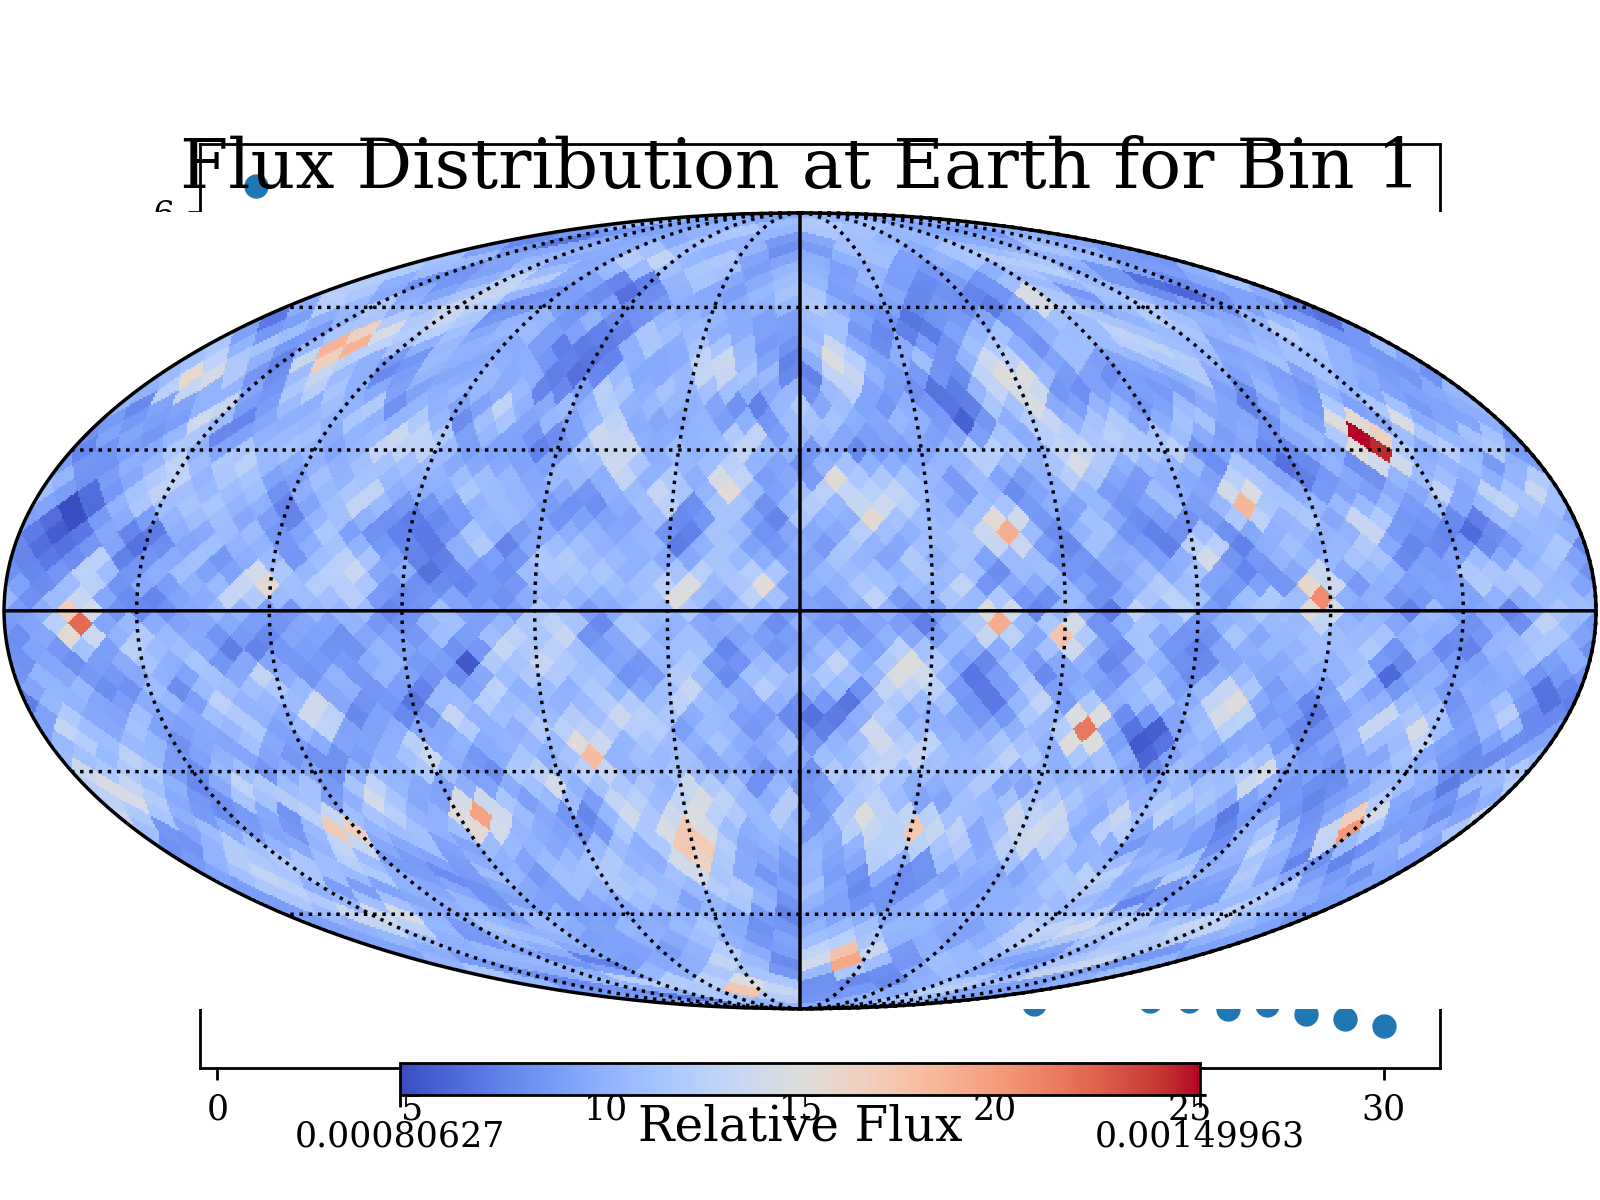 Flux Distribution at Earth for Bin 1
6
0 5 10 15 20 25 30
Relative Flux
0.00080627 0.00149963